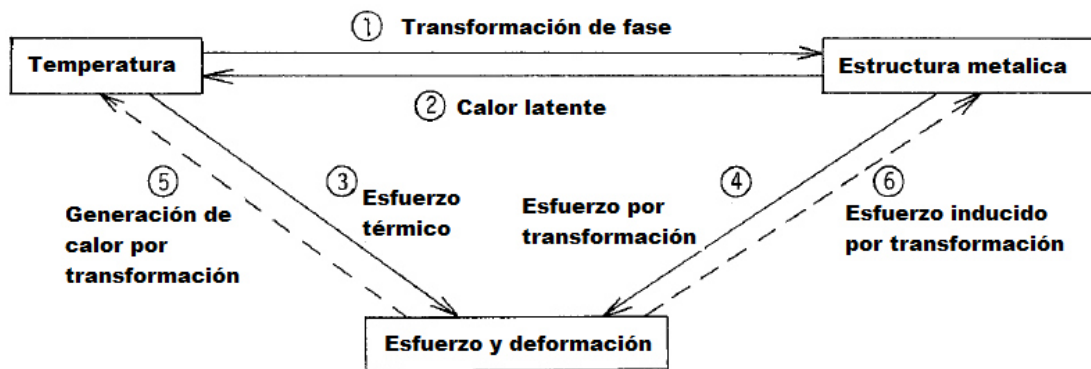 ① Transformación de fase
Temperatura
Estructura metalica
② Calor latente
⑤
Generación de
calor por
transformación
③
Esfuerzo
térmico
④
Esfuerzo por
transformación
⑥
Esfuerzo inducido
por transformación
Esfuerzo y deformación